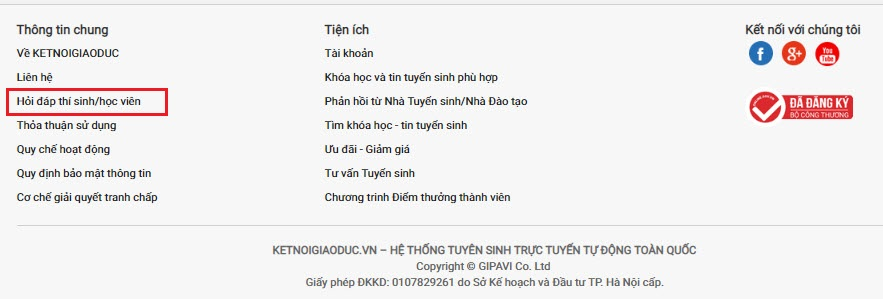 Thông tin chung
Về KETNOIGIAODUC
Liên hệ
Hỏi đáp thí sinh/học viên
Thỏa thuận sử dụng
Quy chế hoạt động
Quy định bảo mật thông tin
Cơ chế giải quyết tranh chấp
Tiện ích
Tài khoản
Khóa học và tin tuyển sinh phù hợp
Phản hồi từ Nhà Tuyển sinh/Nhà Đào tạo
Tìm khóa học - tin tuyển sinh
Ưu đãi - Giảm giá
Tư vấn Tuyển sinh
Chương trình Điểm thưởng thành viên
Kết nối với chúng tôi
f
g+
You
Tube
ĐÃ ĐĂNG KÝ
BỘ CÔNG THƯƠNG
KETNOIGIAODUC.VN – HỆ THỐNG TUYỂN SINH TRỰC TUYẾN TỰ ĐỘNG TOÀN QUỐC
Copyright © GIPAVI Co. Ltd
Giấy phép ĐKKD: 0107829261 do Sở Kế hoạch và Đầu tư TP. Hà Nội cấp.